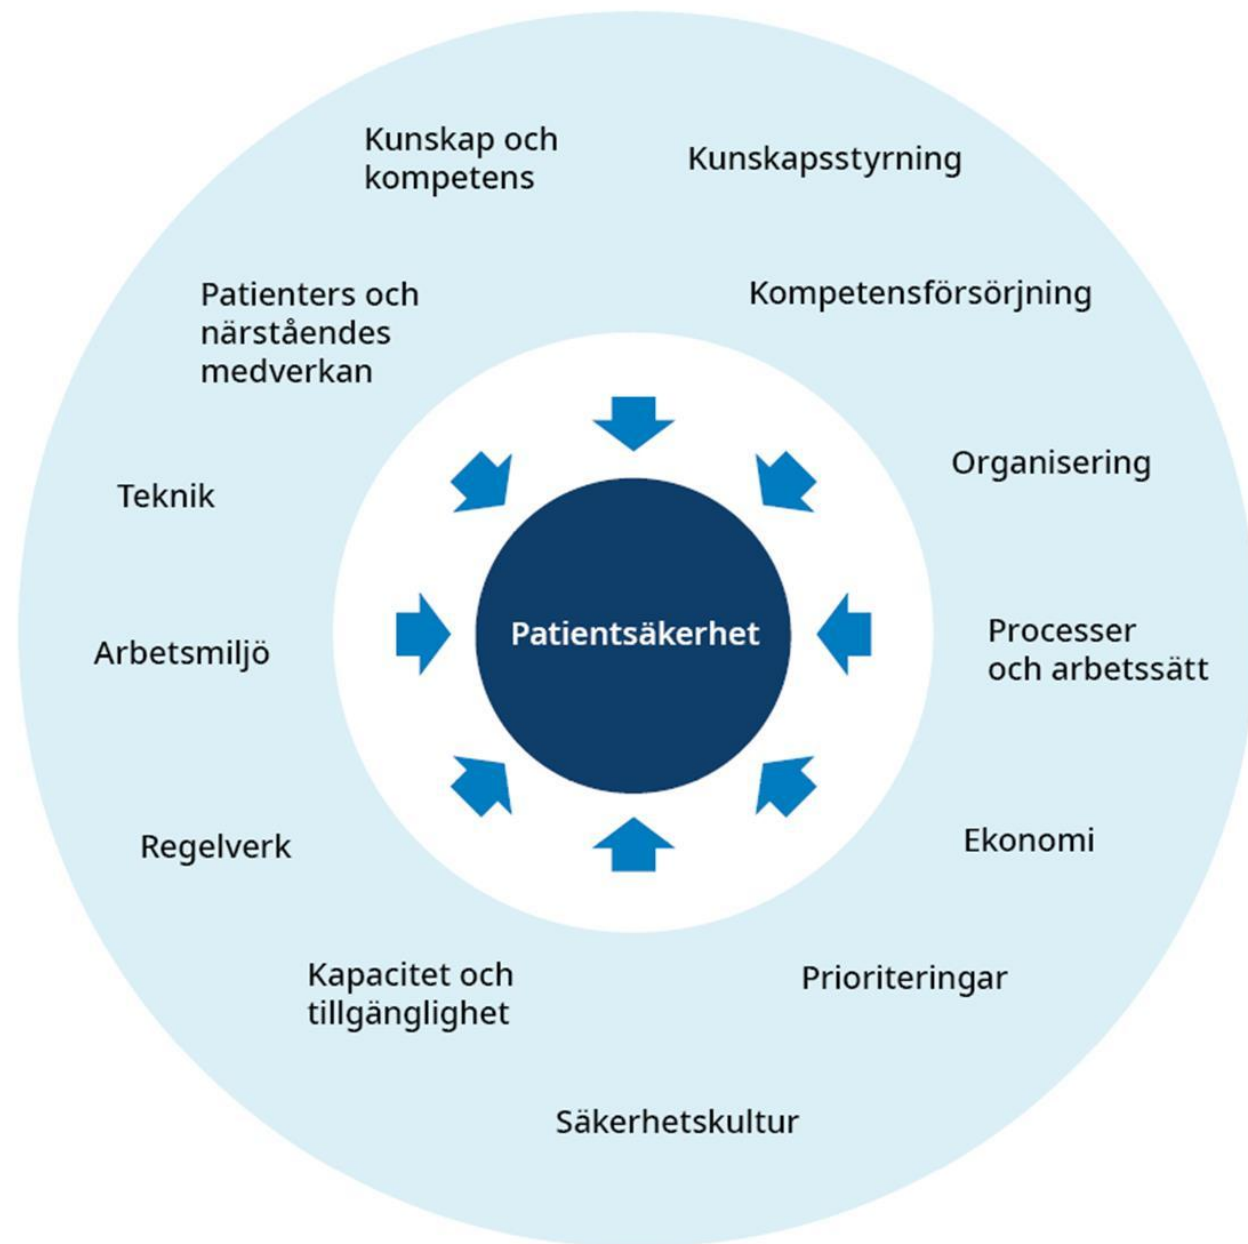 Kunskap och
kompetens
Kunskapsstyrning
Patienters och
närståendes
medverkan
Kompetensförsörjning
Teknik
Organisering
Arbetsmiljö
Patientsäkerhet
Processer
och arbetssätt
Regelverk
Ekonomi
Kapacitet och
tillgänglighet
Prioriteringar
Säkerhetskultur